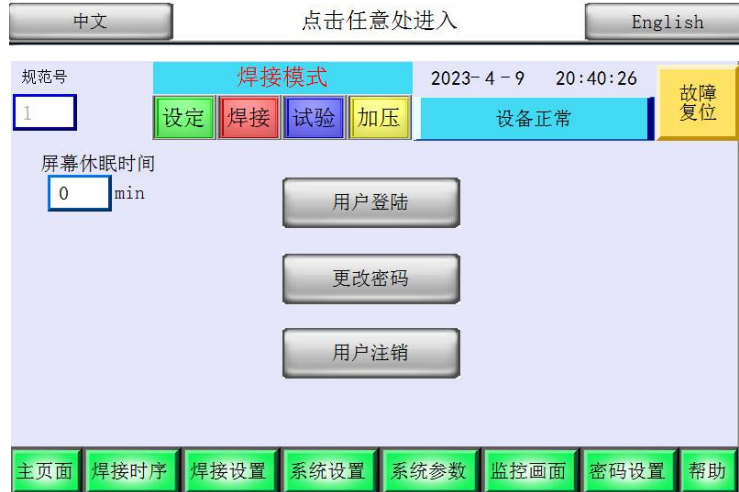 中文 点击任意处进入 English
规范号 焊接模式 2023-4-9 20:40:26 故障
1 设定 焊接 试验 加压 设备正常 复位
屏幕休眠时间
0 min
用户登陆
更改密码
用户注销
主页面 焊接时序 焊接设置 系统设置 系统参数 监控画面 密码设置 帮助